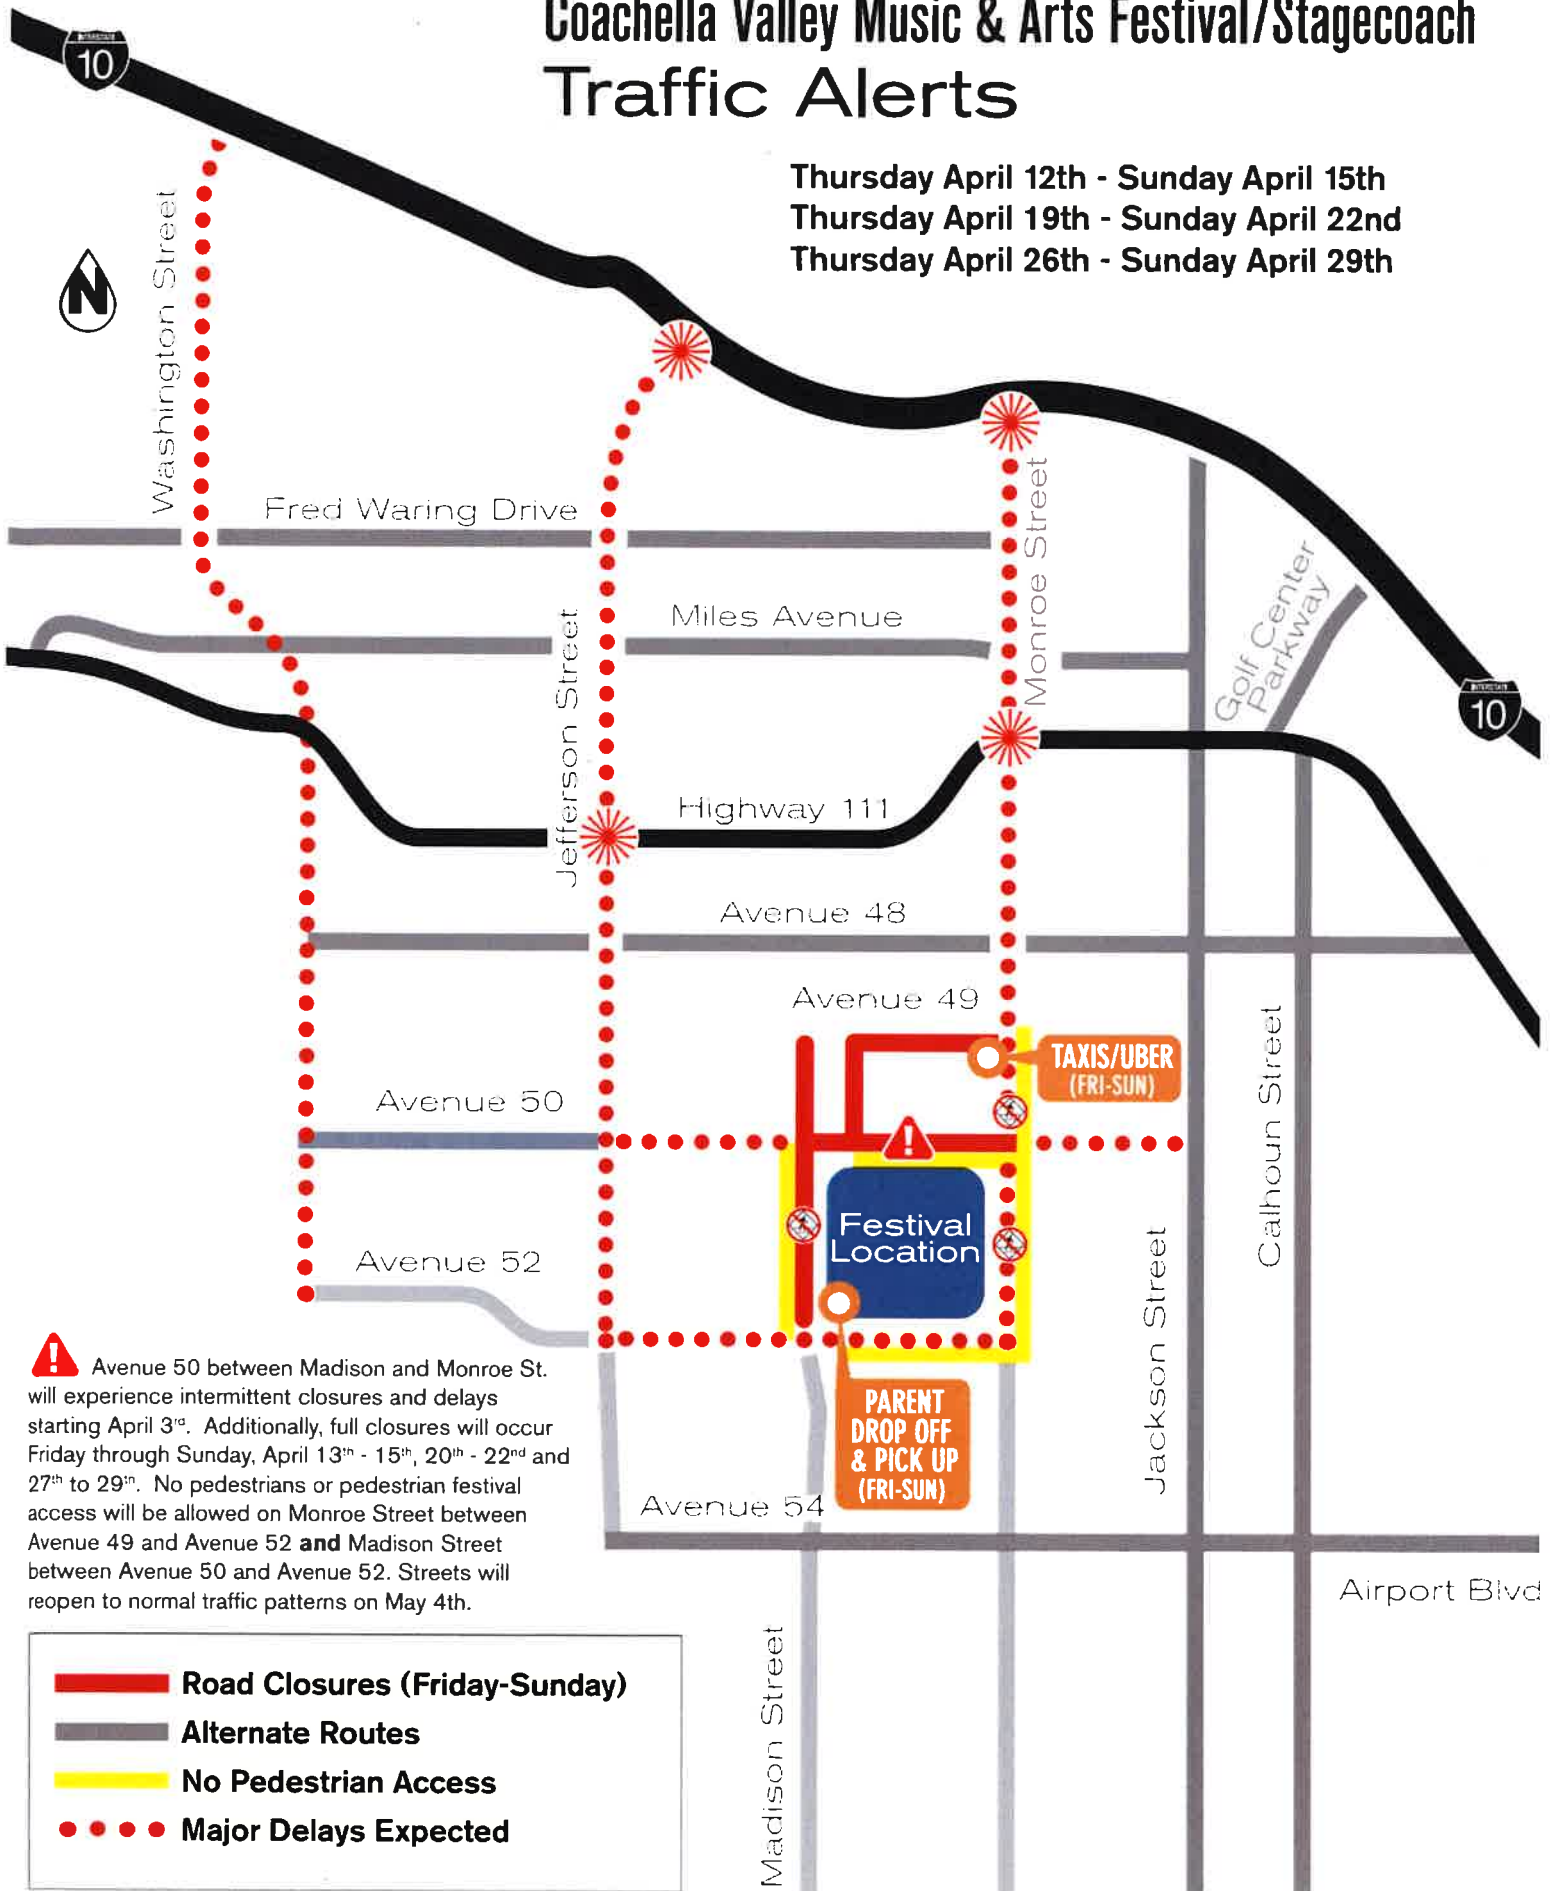 Coachella Valley Music & Arts Festival/Stagecoach
Traffic Alerts
Thursday April 12th - Sunday April 15th
Thursday April 19th - Sunday April 22nd
Thursday April 26th - Sunday April 29th
INTERSTATE
10
N
Washington Street
Fred Waring Drive
Miles Avenue
Monroe Street
Golf Center
Parkway
INTERSTATE
10
Jefferson Street
Highway 111
Avenue 48
Avenue 49
TAXIS/UBER
(FRI-SUN)
Avenue 50
!
Calhoun Street
Festival
Location
Avenue 52
Jackson Street
PARENT
DROP OFF
& PICK UP
(FRI-SUN)
Avenue 54
Airport Blvd
Madison Street
! Avenue 50 between Madison and Monroe St.
will experience intermittent closures and delays
starting April 3rd. Additionally, full closures will occur
Friday through Sunday, April 13th - 15th, 20th - 22nd and
27th to 29th. No pedestrians or pedestrian festival
access will be allowed on Monroe Street between
Avenue 49 and Avenue 52 and Madison Street
between Avenue 50 and Avenue 52. Streets will
reopen to normal traffic patterns on May 4th.
Road Closures (Friday-Sunday)
Alternate Routes
No Pedestrian Access
Major Delays Expected